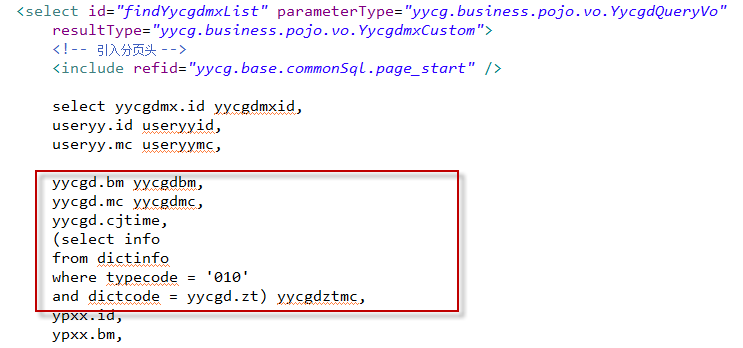 <select id="findYycgdmxList" parameterType="yycg.business.pojo.vo.YycgdQueryVo"
resultType="yycg.business.pojo.vo.YycgdmxCustom">
<!-- 引入分页头 -->
<include refid="yycg.base.commonSql.page_start" />
select yycgdmx.id yycgdmxid,
useryy.id useryyid,
useryy.mc useryymc,
yycgd.bm yycgdbm,
yycgd.mc yycgdmc,
yycgd.cjtime,
(select info
from dictinfo
where typecode = '010'
and dictcode = yycgd.zt) yycgdztmc,
ypxx.id,
ypxx.bm,